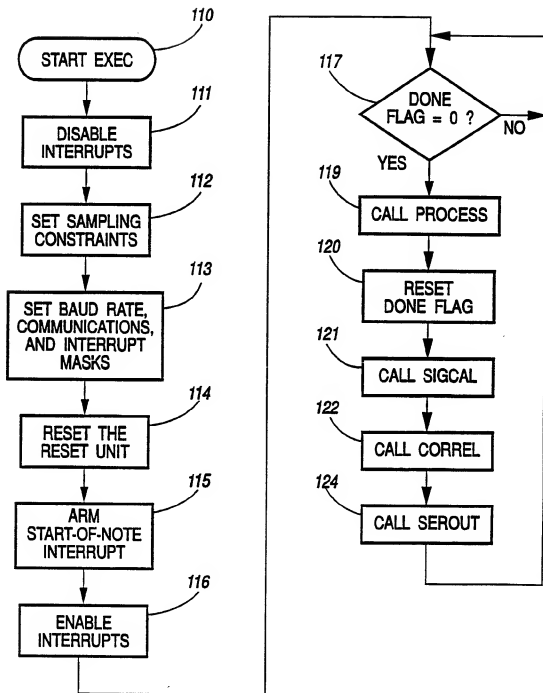 110
START EXEC
111
DISABLE
INTERRUPTS
112
SET SAMPLING
CONSTRAINTS
113
SET BAUD RATE,
COMMUNICATIONS,
AND INTERRUPT
MASKS
114
RESET THE
RESET UNIT
115
ARM
START-OF-NOTE
INTERRUPT
116
ENABLE
INTERRUPTS
117
DONE
FLAG = 0 ?
NO
YES
119
CALL PROCESS
120
RESET
DONE FLAG
121
CALL SIGCAL
122
CALL CORREL
124
CALL SEROUT